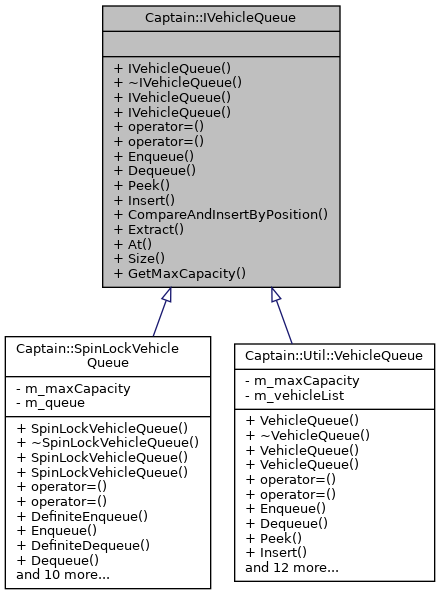 Captain::IVehicleQueue
+ IVehicleQueue()
+ ~IVehicleQueue()
+ IVehicleQueue()
+ IVehicleQueue()
+ operator=()
+ operator=()
+ Enqueue()
+ Dequeue()
+ Peek()
+ Insert()
+ CompareAndInsertByPosition()
+ Extract()
+ At()
+ Size()
+ GetMaxCapacity()
Captain::SpinLockVehicle
Queue
- m_maxCapacity
- m_queue
+ SpinLockVehicleQueue()
+ ~SpinLockVehicleQueue()
+ SpinLockVehicleQueue()
+ SpinLockVehicleQueue()
+ operator=()
+ operator=()
+ DefiniteEnqueue()
+ Enqueue()
+ DefiniteDequeue()
+ Dequeue()
and 10 more...
Captain::Util::VehicleQueue
- m_maxCapacity
- m_vehicleList
+ VehicleQueue()
+ ~VehicleQueue()
+ VehicleQueue()
+ VehicleQueue()
+ operator=()
+ operator=()
+ Enqueue()
+ Dequeue()
+ Peek()
+ Insert()
and 12 more...